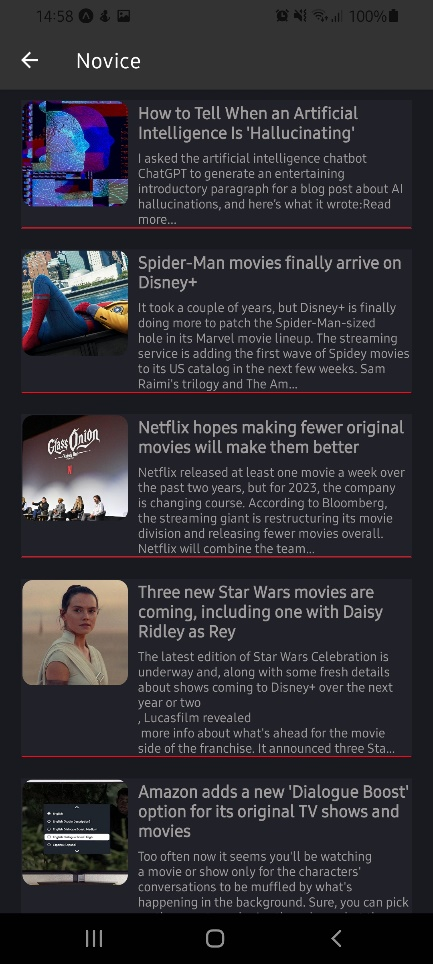 14:58
100%
Novice
How to Tell When an Artificial
Intelligence Is 'Hallucinating'
I asked the artificial intelligence chatbot
ChatGPT to generate an entertaining
introductory paragraph for a blog post about AI
hallucinations, and here's what it wrote:Read
more...
Spider-Man movies finally arrive on
Disney+
It took a couple of years, but Disney+ is finally
doing more to patch the Spider-Man-sized
hole in its Marvel movie lineup. The streaming
service is adding the first wave of Spidey movies
to its US catalog in the next few weeks. Sam
Raimi's trilogy and The Am...
Glass Onion
Netflix hopes making fewer original
movies will make them better
Netflix released at least one movie a week over
the past two years, but for 2023, the company
is changing course. According to Bloomberg,
the streaming giant is restructuring its movie
division and releasing fewer movies overall.
Netflix will combine the team...
Three new Star Wars movies are
coming, including one with Daisy
Ridley as Rey
The latest edition of Star Wars Celebration is
underway and, along with some fresh details
about shows coming to Disney+ over the next
year or two
, Lucasfilm revealed
more info about what's ahead for the movie
side of the franchise. It announced three Sta...
Amazon adds a new 'Dialogue Boost'
option for its original TV shows and
movies
Too often now it seems you'll be watching
a movie or show only for the characters'
conversations to be muffled by what's
happening in the background. Sure, you can pick